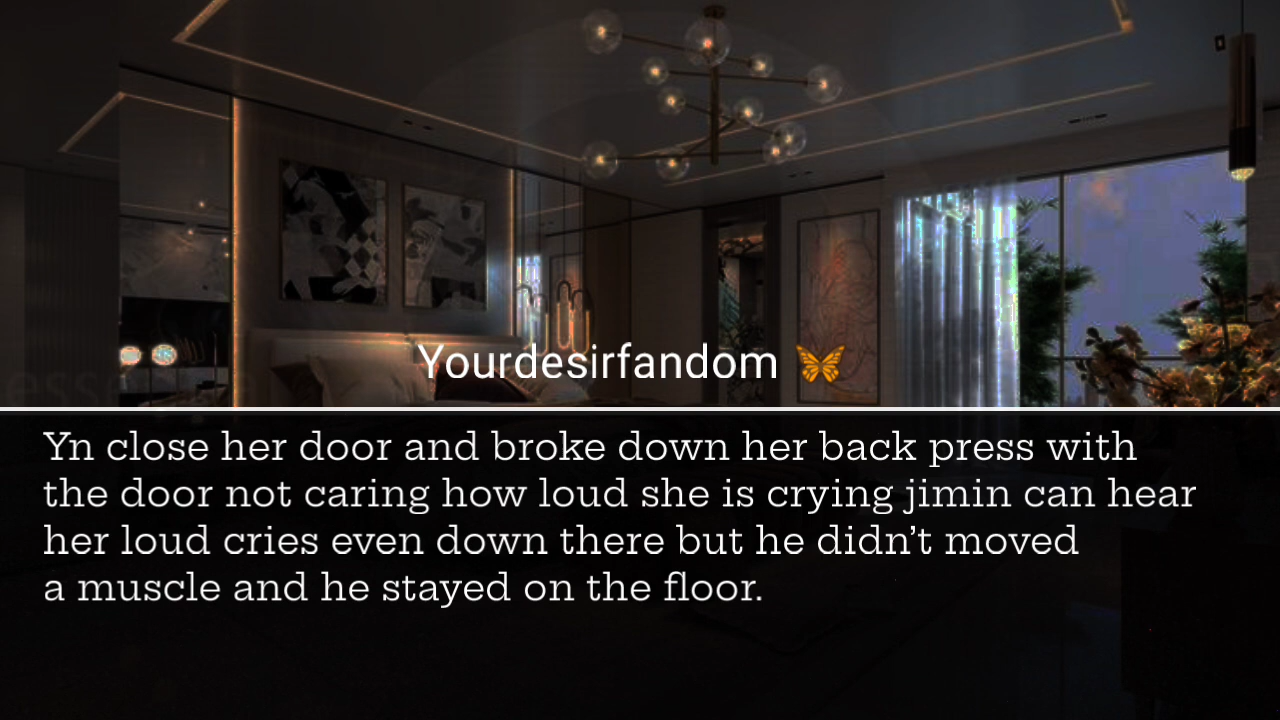 Yourdesirfandom 🦋
Yn close her door and broke down her back press with
the door not caring how loud she is crying jimin can hear
her loud cries even down there but he didn't moved
a muscle and he stayed on the floor.